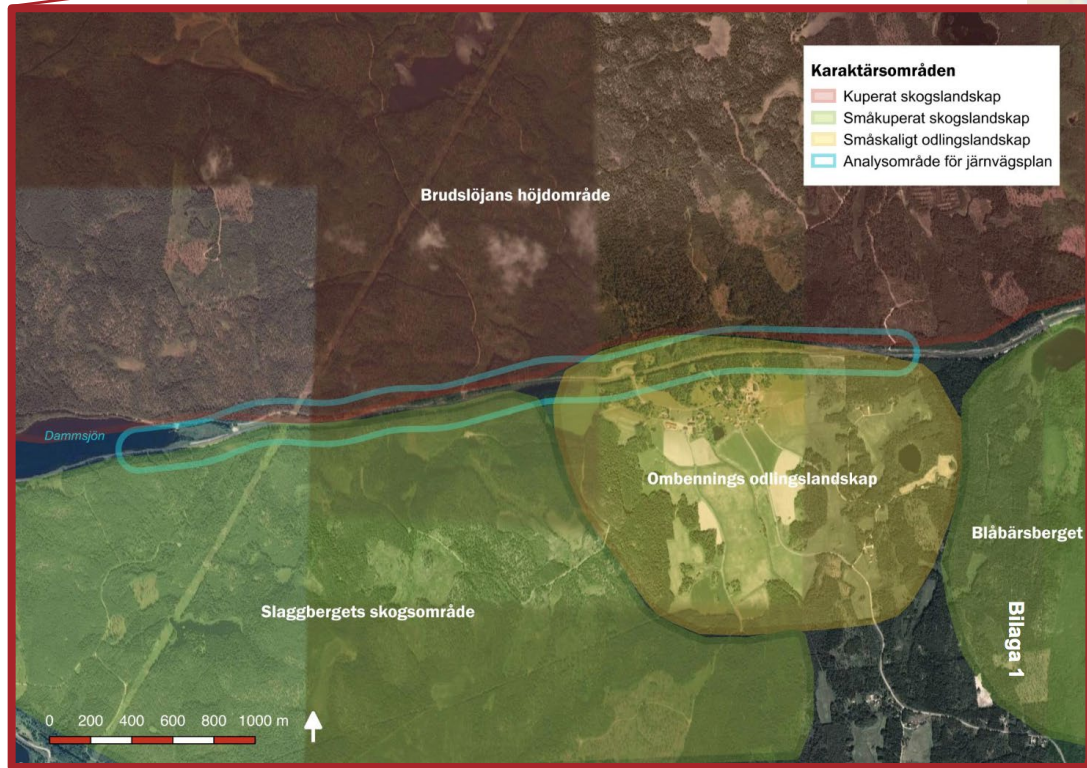 Karaktärsområden
Kuperat skogslandskap
Småkuperat skogslandskap
Småskaligt odlingslandskap
Analysområde för järnvägsplan
Brudslöjans höjdområde
Dammsjön
Ombennings odlingslandskap
Blåbärsberget
Slaggbergets skogsområde
Bilaga 1
0 200 400 600 800 1000 m